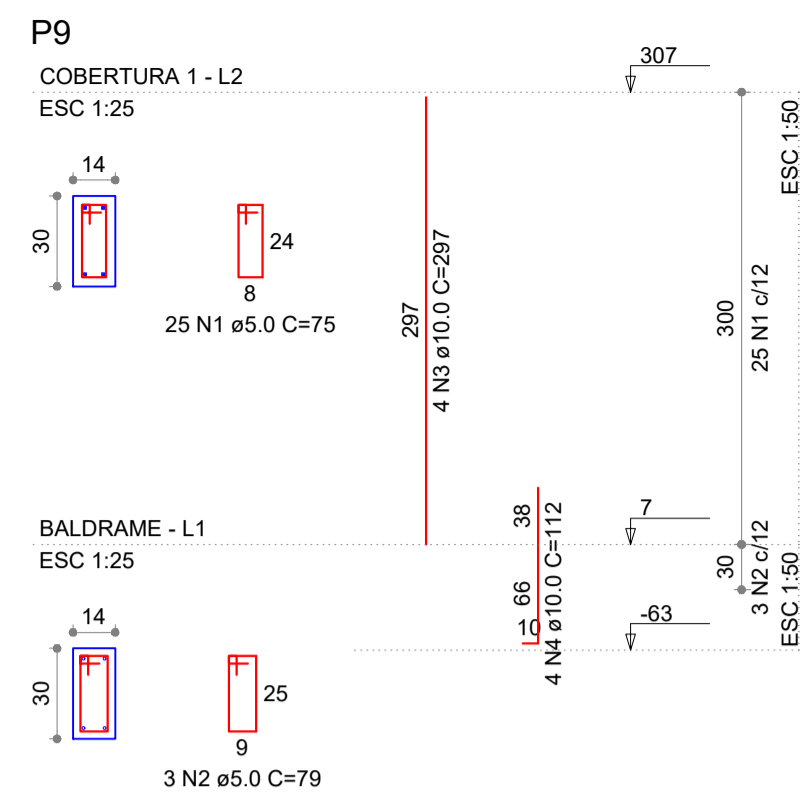 P9
COBERTURA 1 - L2
ESC 1:25
307
ESC 1:50
14
30
24
8
25 N1 ø5.0 C=75
297
4 N3 ø10.0 C=297
300
25 N1 c/12
BALDRAME - L1
ESC 1:25
38
66
10
4 N4 ø10.0 C=112
7
-63
30
3 N2 c/12
ESC 1:50
14
30
25
9
3 N2 ø5.0 C=79